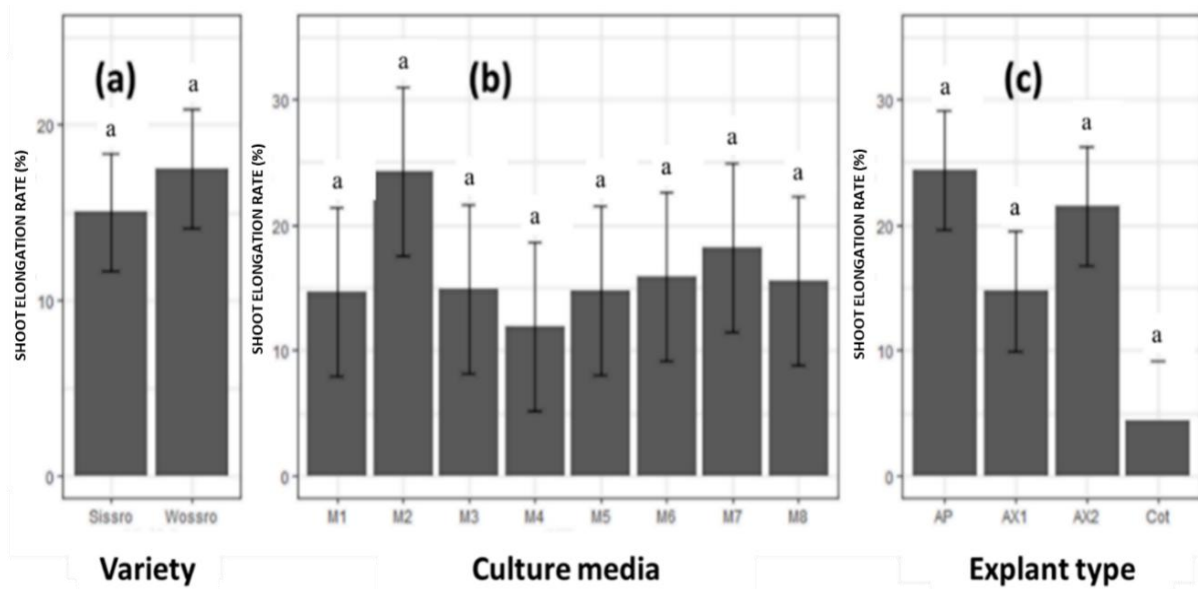 (a)
SHOOT ELONGATION RATE (%)
20
10
0
a
a
Sissro
Wossro
Variety
(b)
SHOOT ELONGATION RATE (%)
30
20
10
0
a
a
a
a
a
a
a
a
M1
M2
M3
M4
M5
M6
M7
M8
Culture media
(c)
SHOOT ELONGATION RATE (%)
30
20
10
0
a
a
a
a
AP
AX1
AX2
Cot
Explant type